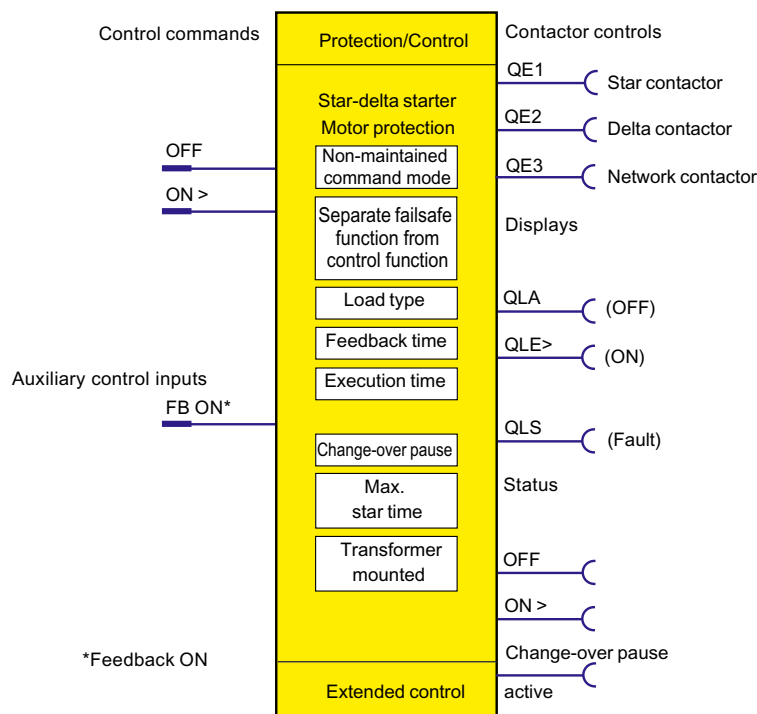 Control commands
Protection/Control
Contactor controls
QE1
Star contactor
Star-delta starter
Motor protection
QE2
Delta contactor
OFF
Non-maintained
command mode
QE3
Network contactor
ON >
Separate failsafe
function from
control function
Displays
Load type
QLA
(OFF)
Feedback time
QLE>
(ON)
Auxiliary control inputs
Execution time
FB ON*
QLS
(Fault)
Change-over pause
Max.
star time
Status
Transformer
mounted
OFF
ON >
*Feedback ON
Change-over pause
active
Extended control